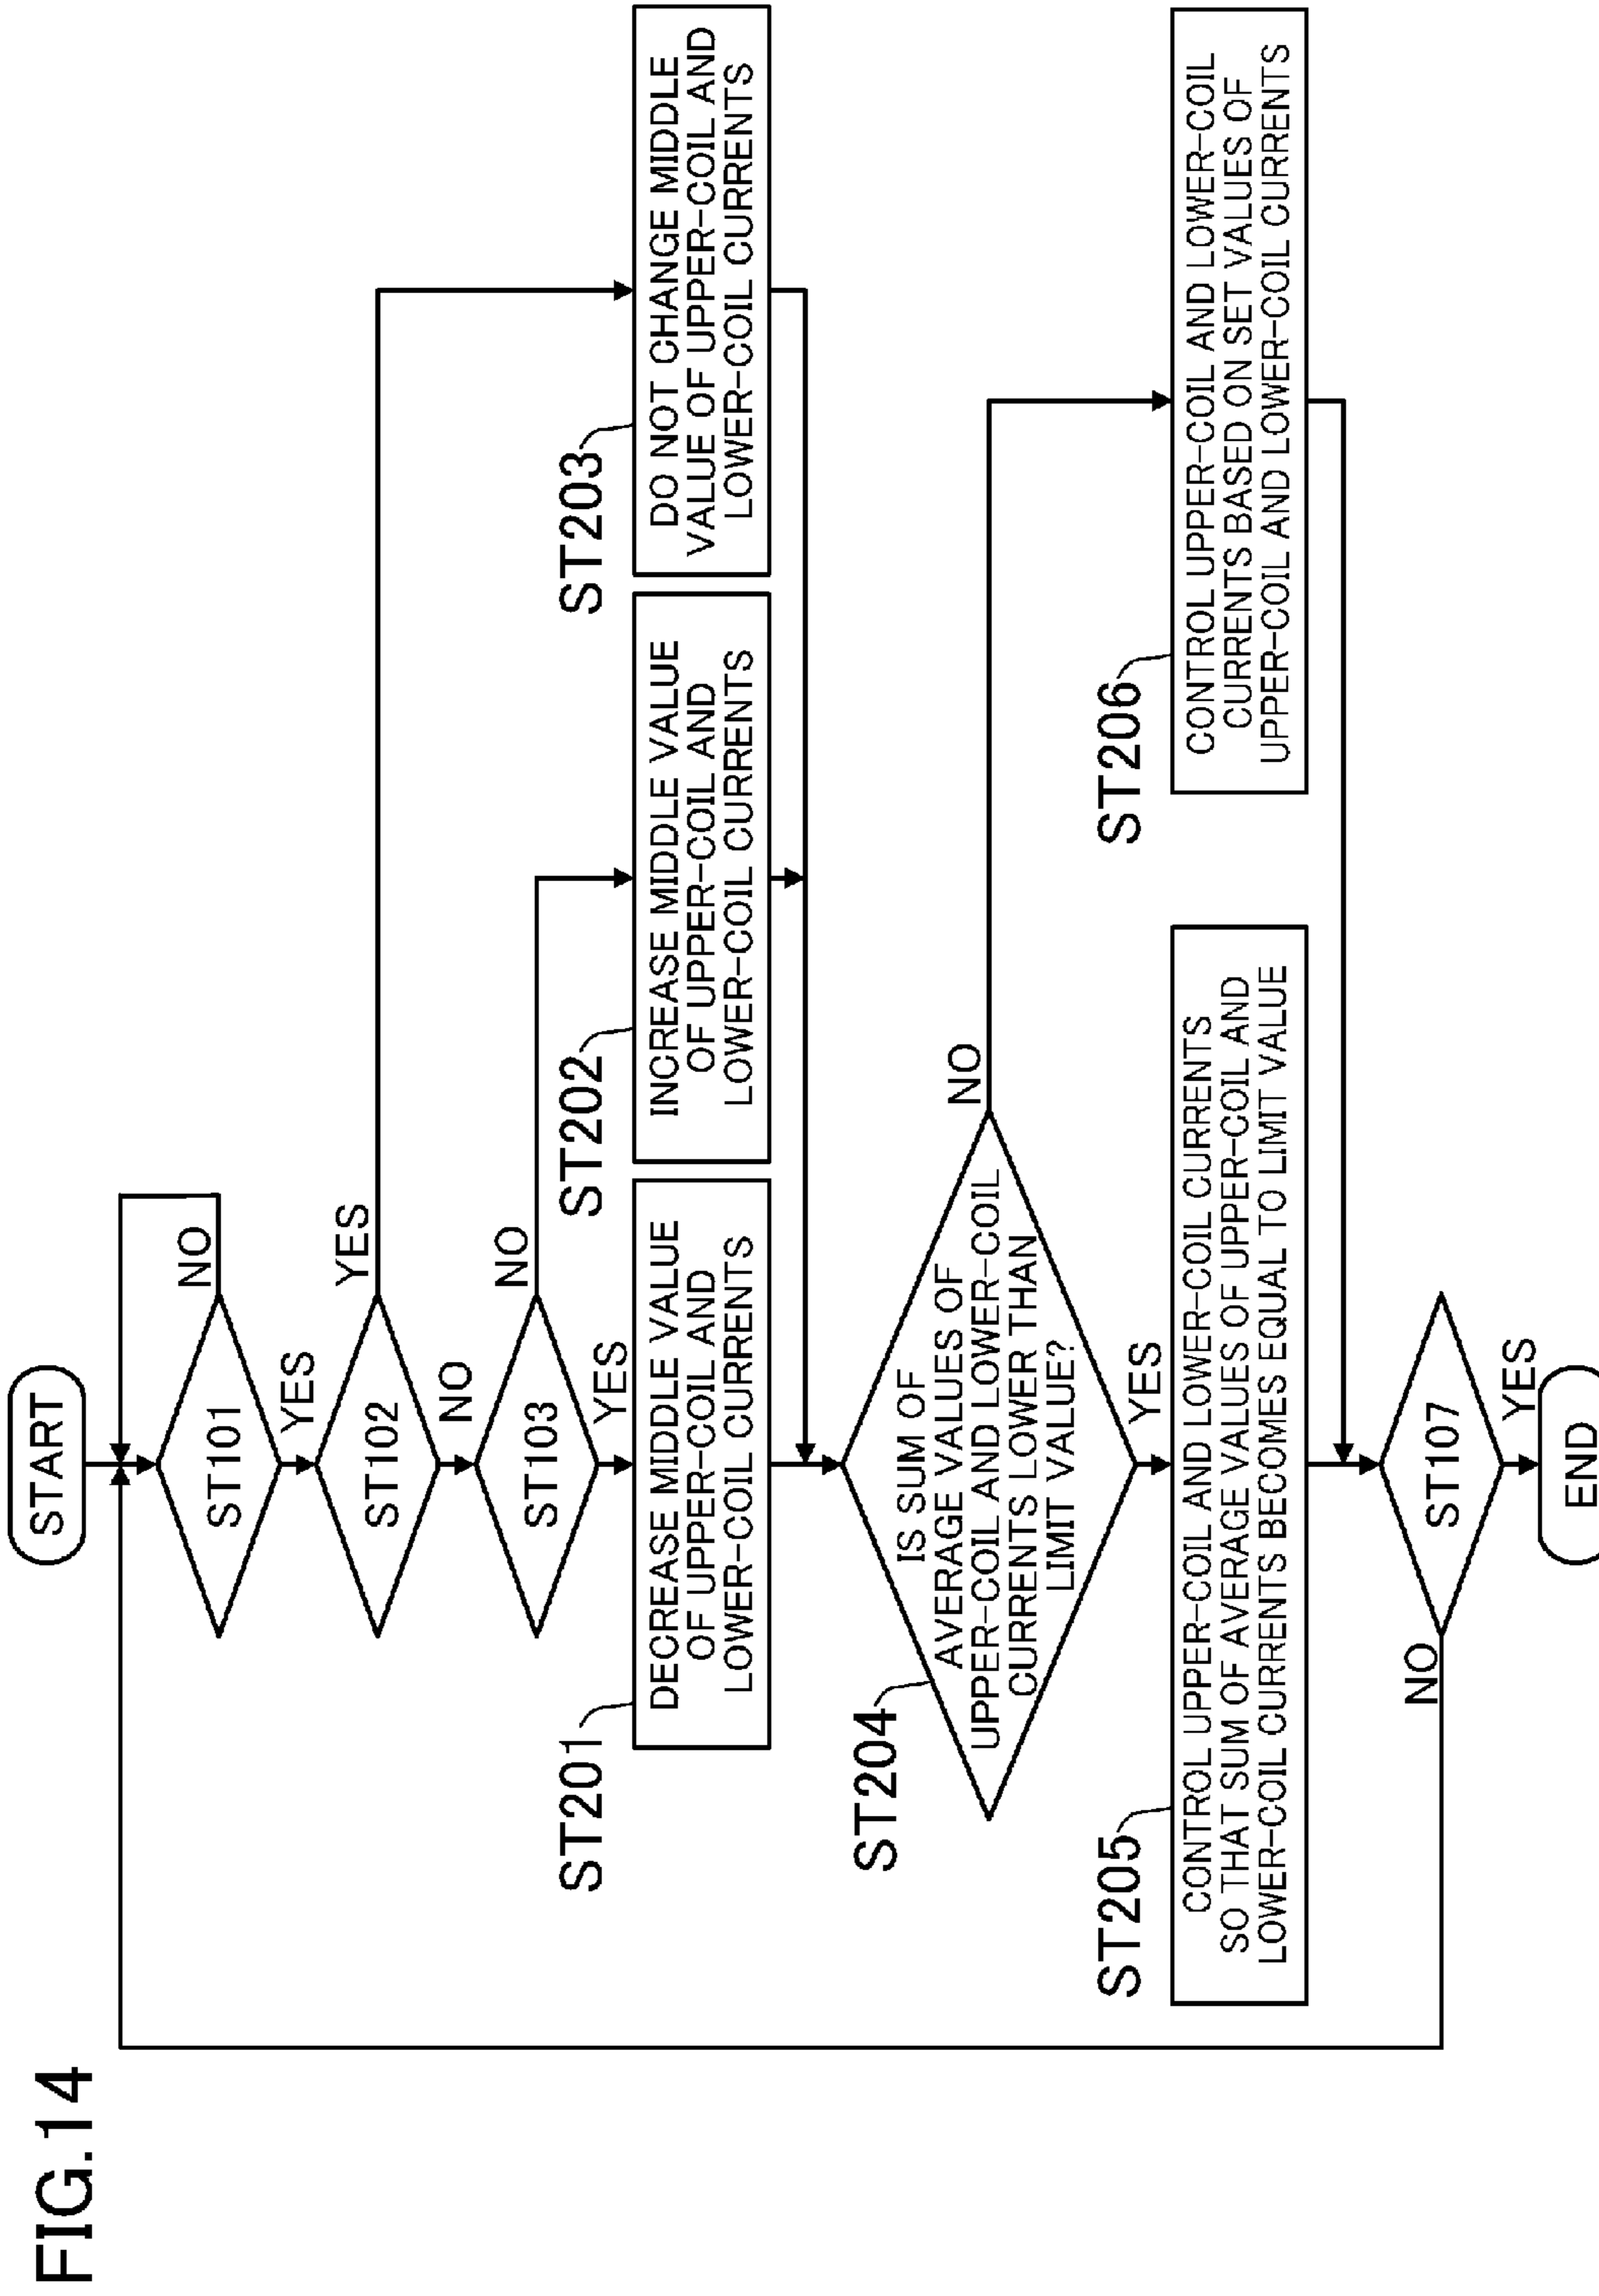 FIG.14
START
ST101
NO
YES
ST102
YES
NO
ST103
NO
YES
ST201
DECREASE MIDDLE VALUE
OF UPPER-COIL AND
LOWER-COIL CURRENTS
ST202
INCREASE MIDDLE VALUE
OF UPPER-COIL AND
LOWER-COIL CURRENTS
ST203
DO NOT CHANGE MIDDLE
VALUE OF UPPER-COIL AND
LOWER-COIL CURRENTS
ST204
IS SUM OF
AVERAGE VALUES OF
UPPER-COIL AND LOWER-COIL
CURRENTS LOWER THAN
LIMIT VALUE?
NO
YES
ST205
CONTROL UPPER-COIL AND LOWER-COIL CURRENTS
SO THAT SUM OF AVERAGE VALUES OF UPPER-COIL AND
LOWER-COIL CURRENTS BECOMES EQUAL TO LIMIT VALUE
ST206
CONTROL UPPER-COIL AND LOWER-COIL
CURRENTS BASED ON SET VALUES OF
UPPER-COIL AND LOWER-COIL CURRENTS
ST107
NO
YES
END